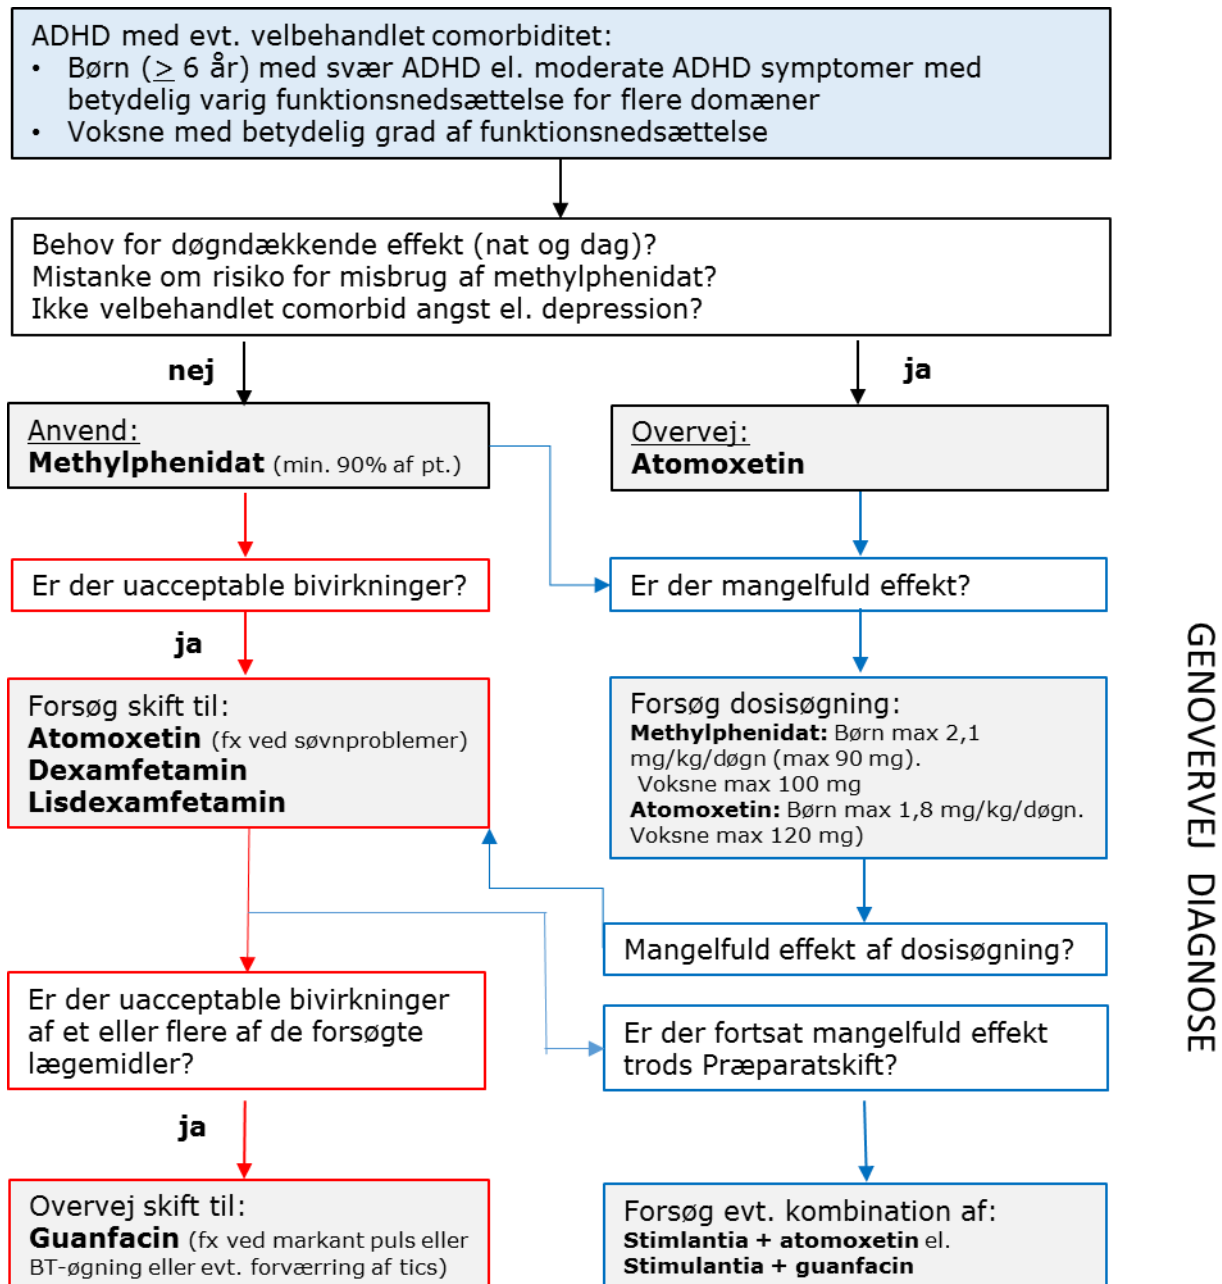 ADHD med evt. velbehandlet comorbiditet:
• Børn (≥ 6 år) med svær ADHD el. moderate ADHD symptomer med
betydelig varig funktionsnedsættelse for flere domæner
• Voksne med betydelig grad af funktionsnedsættelse
Behov for døgndækkende effekt (nat og dag)?
Mistanke om risiko for misbrug af methylphenidat?
Ikke velbehandlet comorbid angst el. depression?
nej
ja
Anvend:
Methylphenidat (min. 90% af pt.)
Overvej:
Atomoxetin
Er der uacceptable bivirkninger?
Er der mangelfuld effekt?
ja
Forsøg skift til:
Atomoxetin (fx ved søvnproblemer)
Dexamfetamin
Lisdexamfetamin
Forsøg dosisøgning:
Methylphenidat: Børn max 2,1
mg/kg/døgn (max 90 mg).
Voksne max 100 mg
Atomoxetin: Børn max 1,8 mg/kg/døgn.
Voksne max 120 mg)
Mangelfuld effekt af dosisøgning?
Er der uacceptable bivirkninger
af et eller flere af de forsøgte
lægemidler?
Er der fortsat mangelfuld effekt
trods Præparatskift?
ja
Overvej skift til:
Guanfacin (fx ved markant puls eller
BT-øgning eller evt. forværring af tics)
Forsøg evt. kombination af:
Stimlantia + atomoxetin el.
Stimulantia + guanfacin
GENOVERVEJ DIAGNOSE